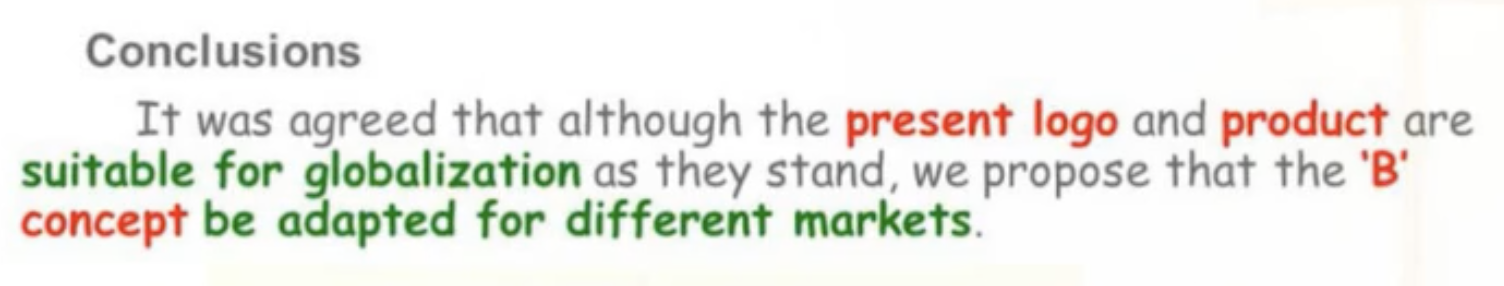 Conclusions
It was agreed that although the present logo and product are
suitable for globalization as they stand, we propose that the 'B'
concept be adapted for different markets.